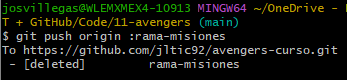 josvillegas@WLEMXMEX4-10913 MINGW64 ~/OneDrive -
T + GitHub/Code/11-avengers (main)
$ git push origin :rama-misiones
To https://github.com/jltic92/avengers-curso.git
 - [deleted]         rama-misiones